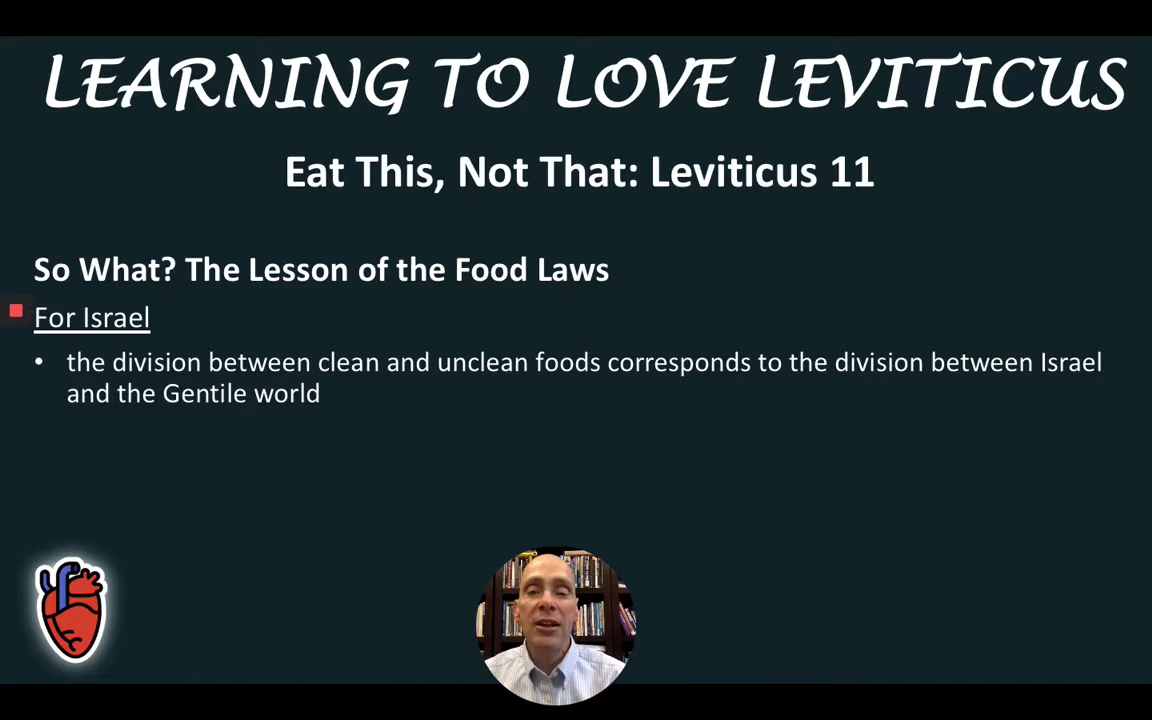 LEARNING TO LOVE LEVITICUS
Eat This, Not That: Leviticus 11
So What? The Lesson of the Food Laws
For Israel
• the division between clean and unclean foods corresponds to the division between Israel
and the Gentile world